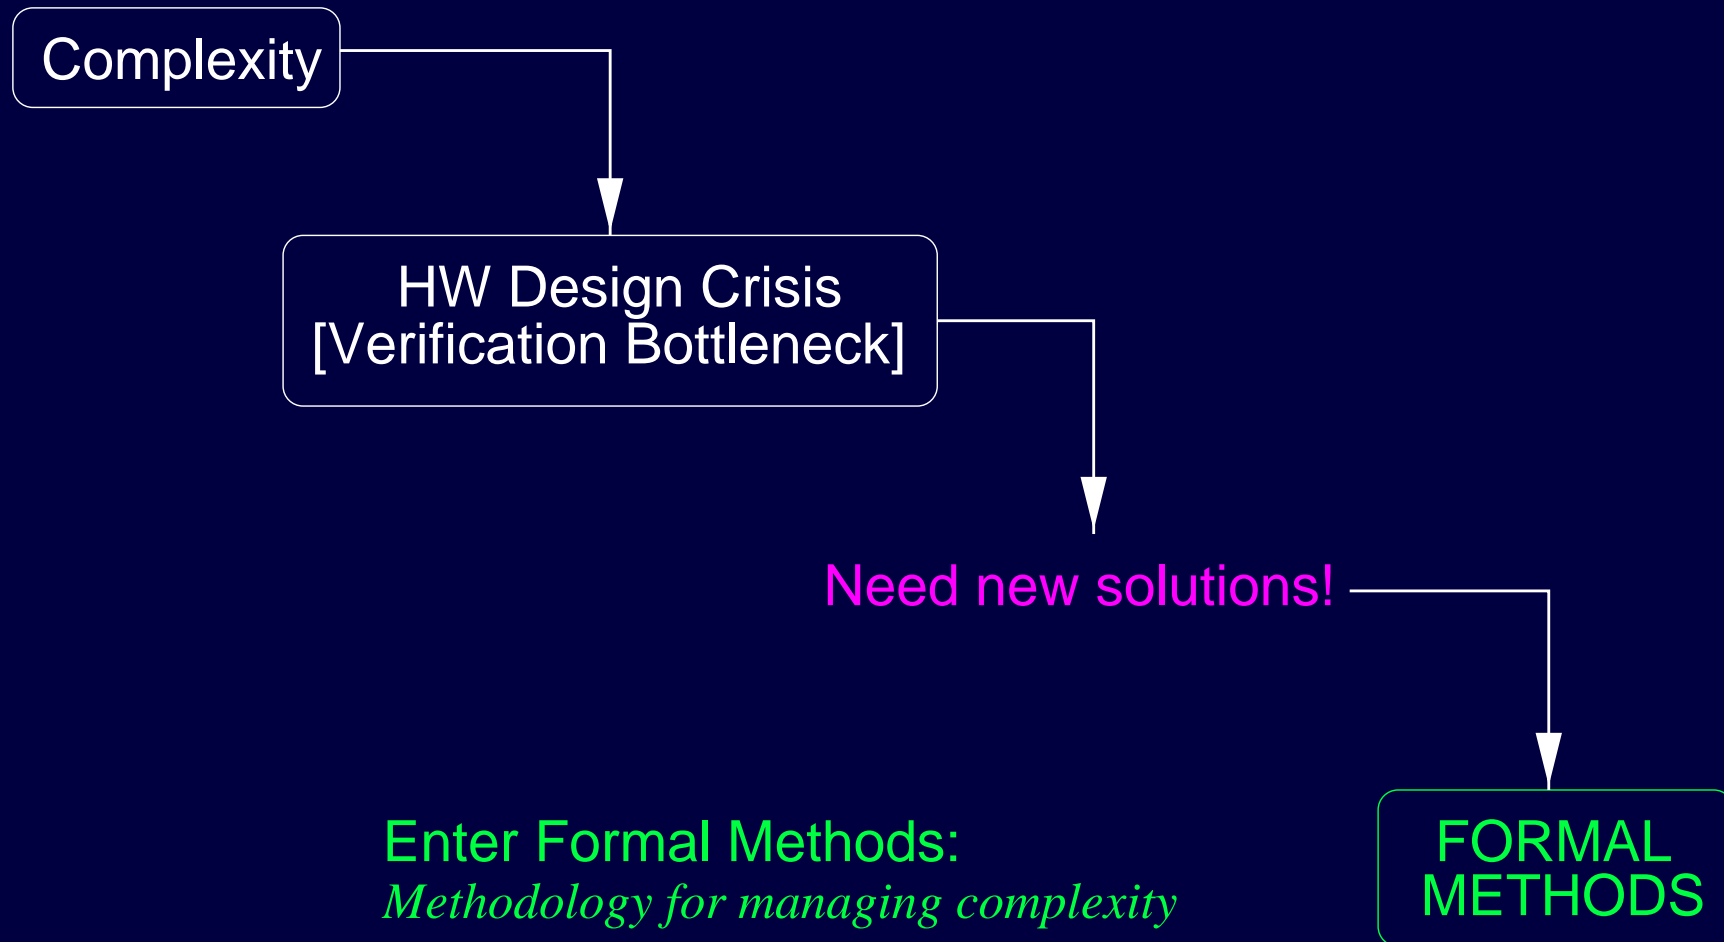 Complexity
HW Design Crisis
[Verification Bottleneck]
Need new solutions!
Enter Formal Methods:
Methodology for managing complexity
FORMAL
METHODS